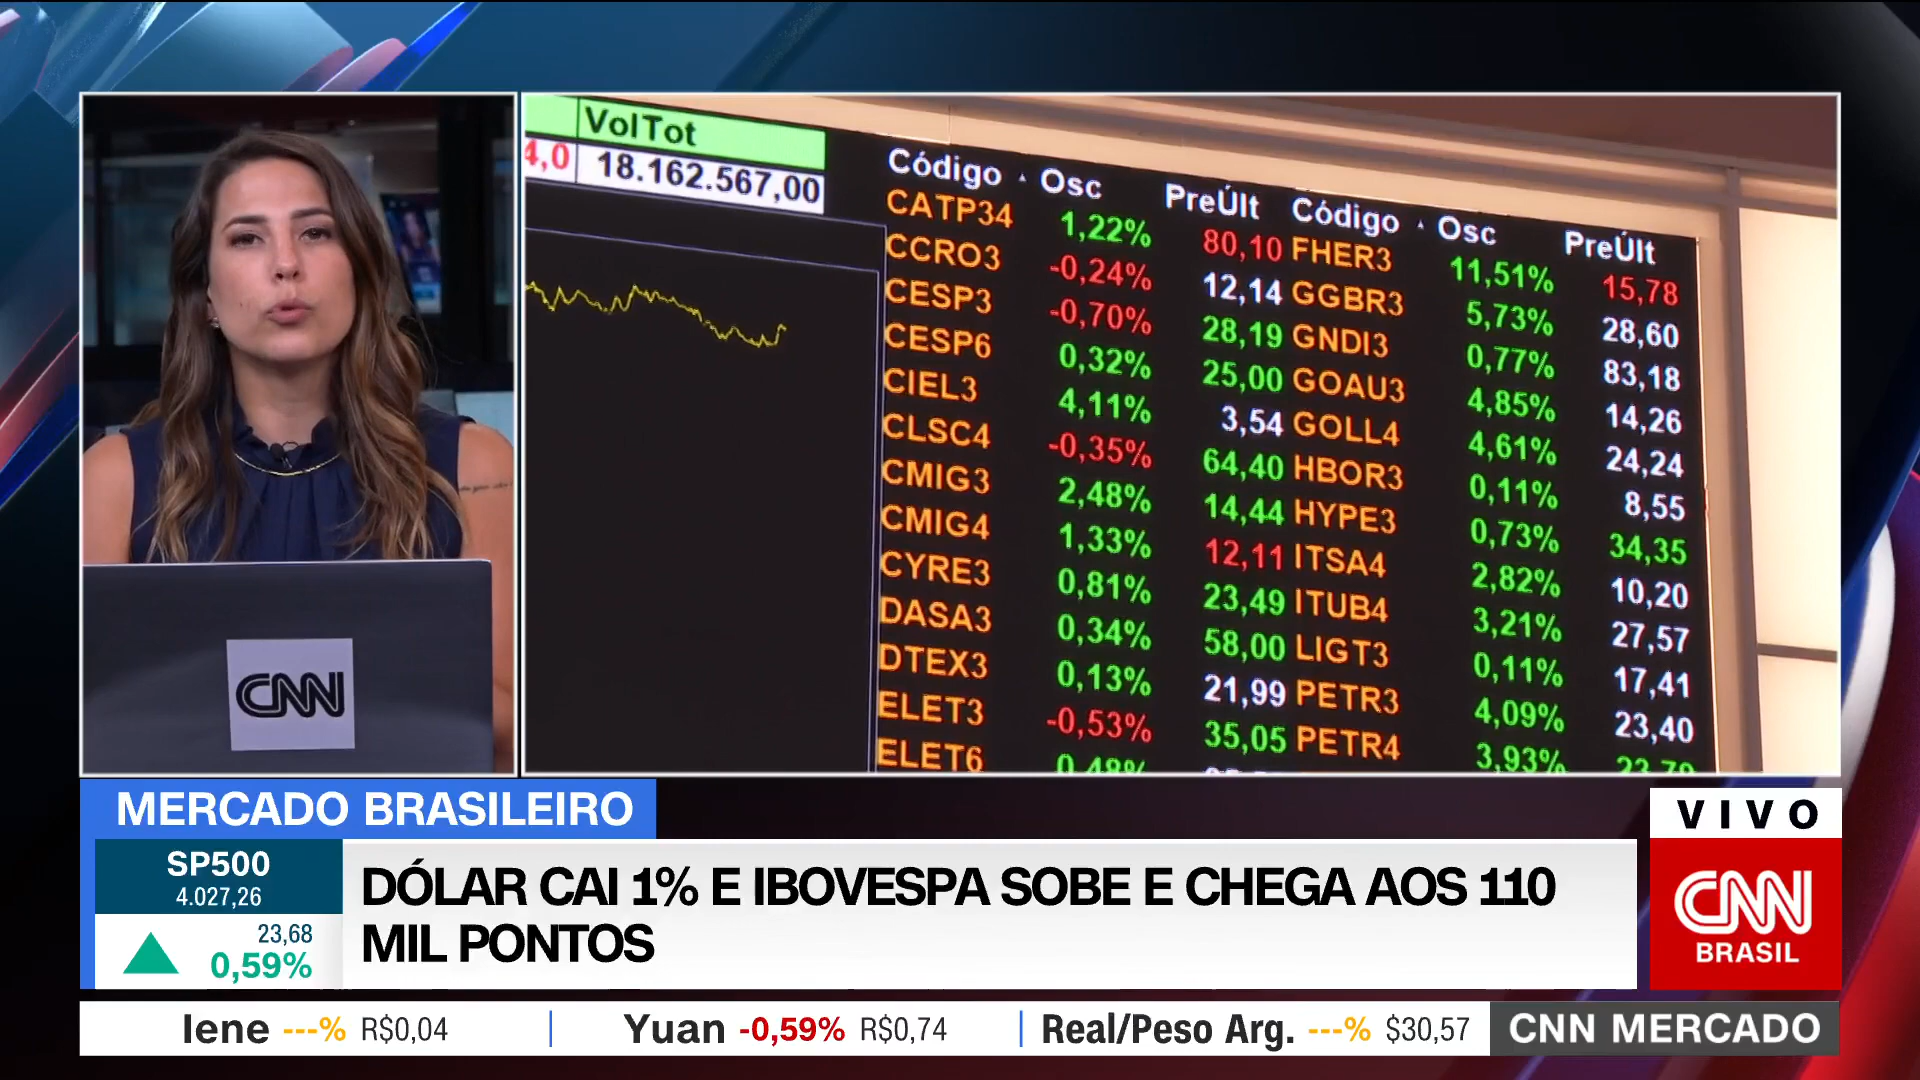 VolTot
4,0 18.162.567,00
Código Osc PreÚlt Código Osc PreÚlt
CATP34 1,22% 80,10 FHER3 11,51% 15,78
CCRO3 -0,24% 12,14 GGBR3 5,73% 28,60
CESP3 -0,70% 28,19 GNDI3 0,77% 83,18
CESP6 0,32% 25,00 GOAU3 4,85% 14,26
CIEL3 4,11% 3,54 GOLL4 4,61% 24,24
CLSC4 -0,35% 64,40 HBOR3 0,11% 8,55
CMIG3 2,48% 14,44 HYPE3 0,73% 34,35
CMIG4 1,33% 12,11 ITSA4 2,82% 10,20
CYRE3 0,81% 23,49 ITUB4 3,21% 27,57
DASA3 0,34% 58,00 LIGT3 0,11% 17,41
DTEX3 0,13% 21,99 PETR3 4,09% 23,40
ELET3 -0,53% 35,05 PETR4 3,93% 23,79
ELET6 0,48%
CNN
MERCADO BRASILEIRO
SP500
4.027,26
23,68
0,59%
DÓLAR CAI 1% E IBOVESPA SOBE E CHEGA AOS 110
MIL PONTOS
VIVO
CNN
BRASIL
Iene ---% R$0,04 | Yuan -0,59% R$0,74 | Real/Peso Arg. ---% $30,57 CNN MERCADO